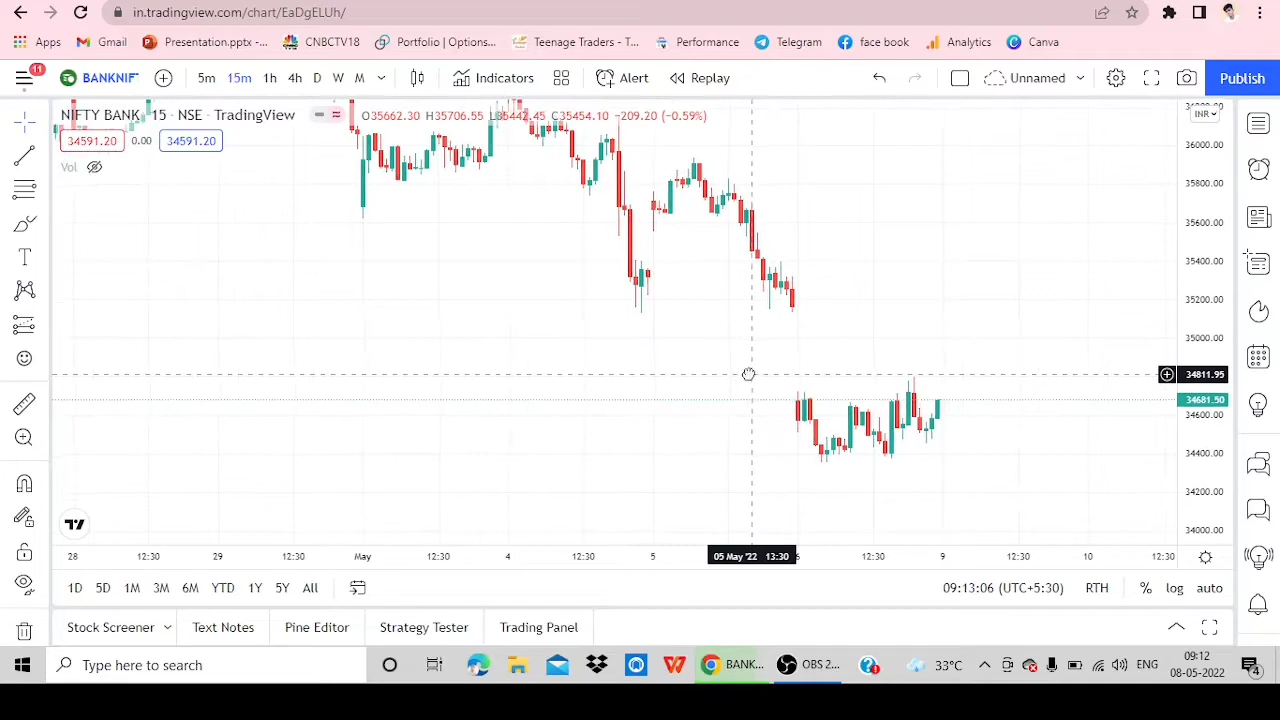 in.tradingview.com/chart/EaDgELUh/
Apps Gmail Presentation.pptx -... CNBCTV18 Portfolio | Options... Teenage Traders - T... Performance Telegram face book Analytics Canva
11
BANKNIF 5m 15m 1h 4h D W M Indicators Alert Replay Unnamed Publish
NIFTY BANK · 15 · NSE · TradingView O35662.30 H35706.55 L35442.45 C35454.10 −209.20 (−0.59%)
INR
34591.20 0.00 34591.20
Vol
36000.00
35800.00
35600.00
35400.00
35200.00
35000.00
34811.95
34681.50
34600.00
34400.00
34200.00
34000.00
28 12:30 29 12:30 May 12:30 4 12:30 5 05 May '22 13:30 6 12:30 9 12:30 10 12:30
1D 5D 1M 3M 6M YTD 1Y 5Y All 09:13:06 (UTC+5:30) RTH % log auto
Stock Screener Text Notes Pine Editor Strategy Tester Trading Panel
Type here to search BANK... OBS 2... 33°C ENG 09:12
08-05-2022
4